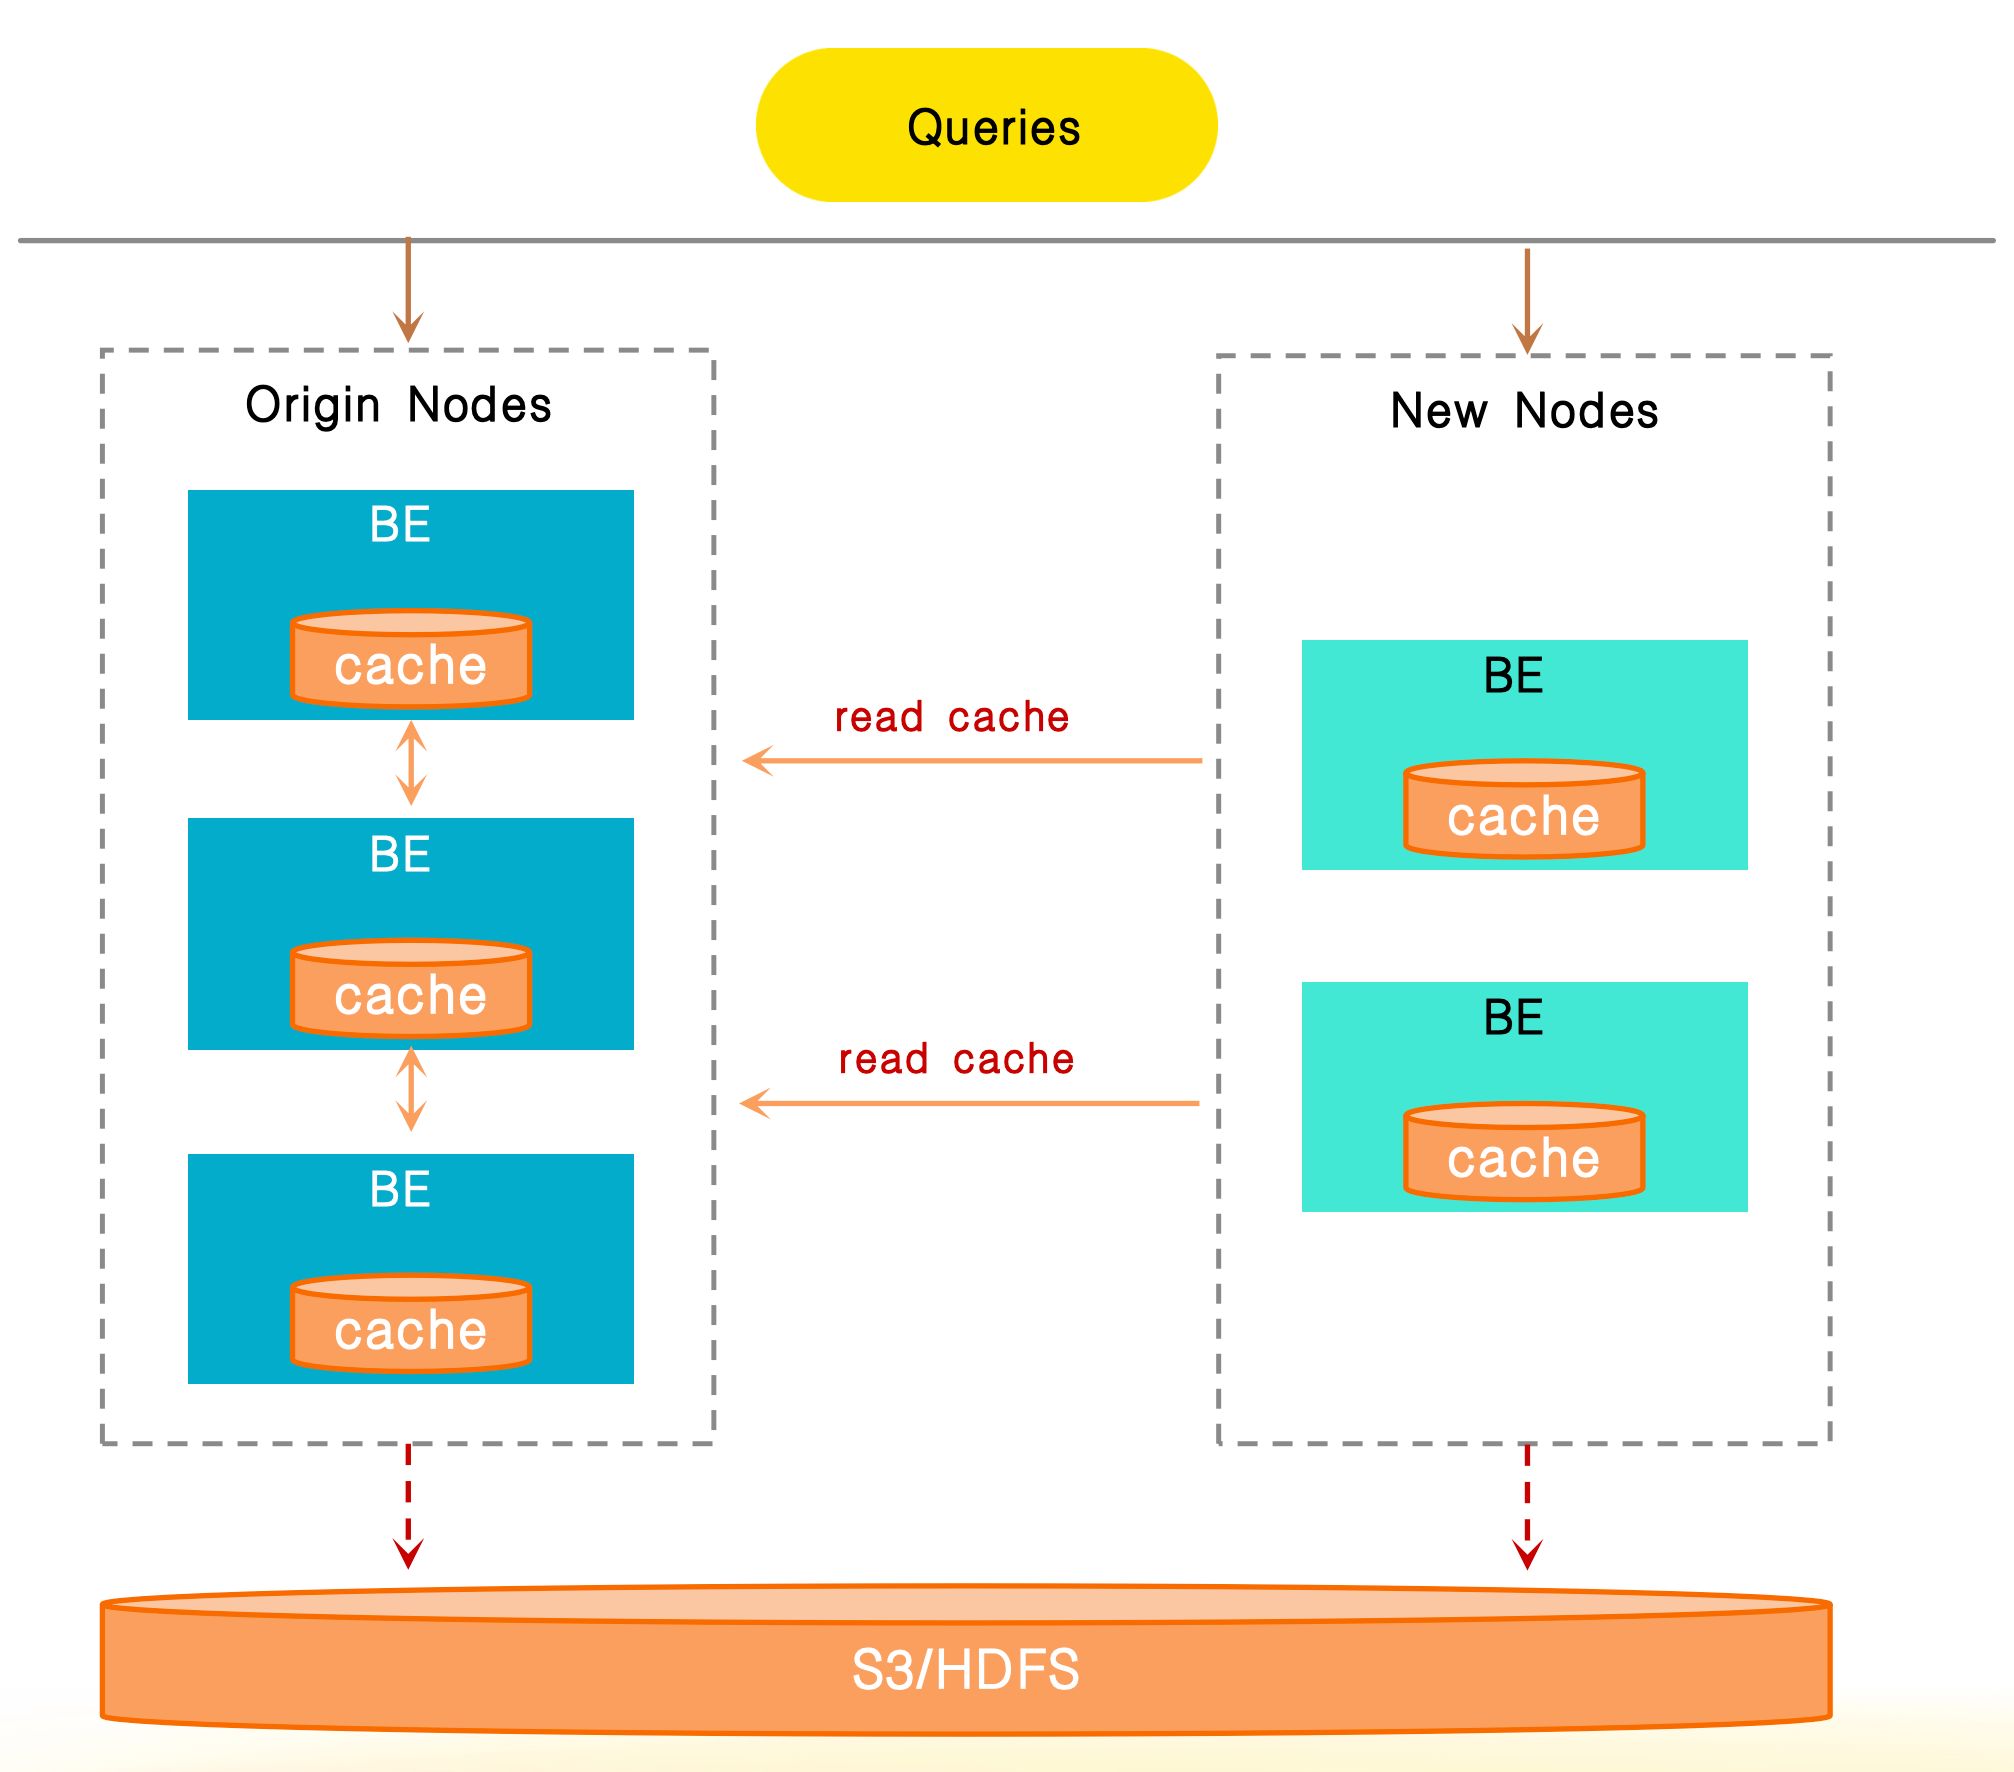 Queries
Origin Nodes
BE
cache
BE
cache
BE
cache
read cache
read cache
New Nodes
BE
cache
BE
cache
S3/HDFS